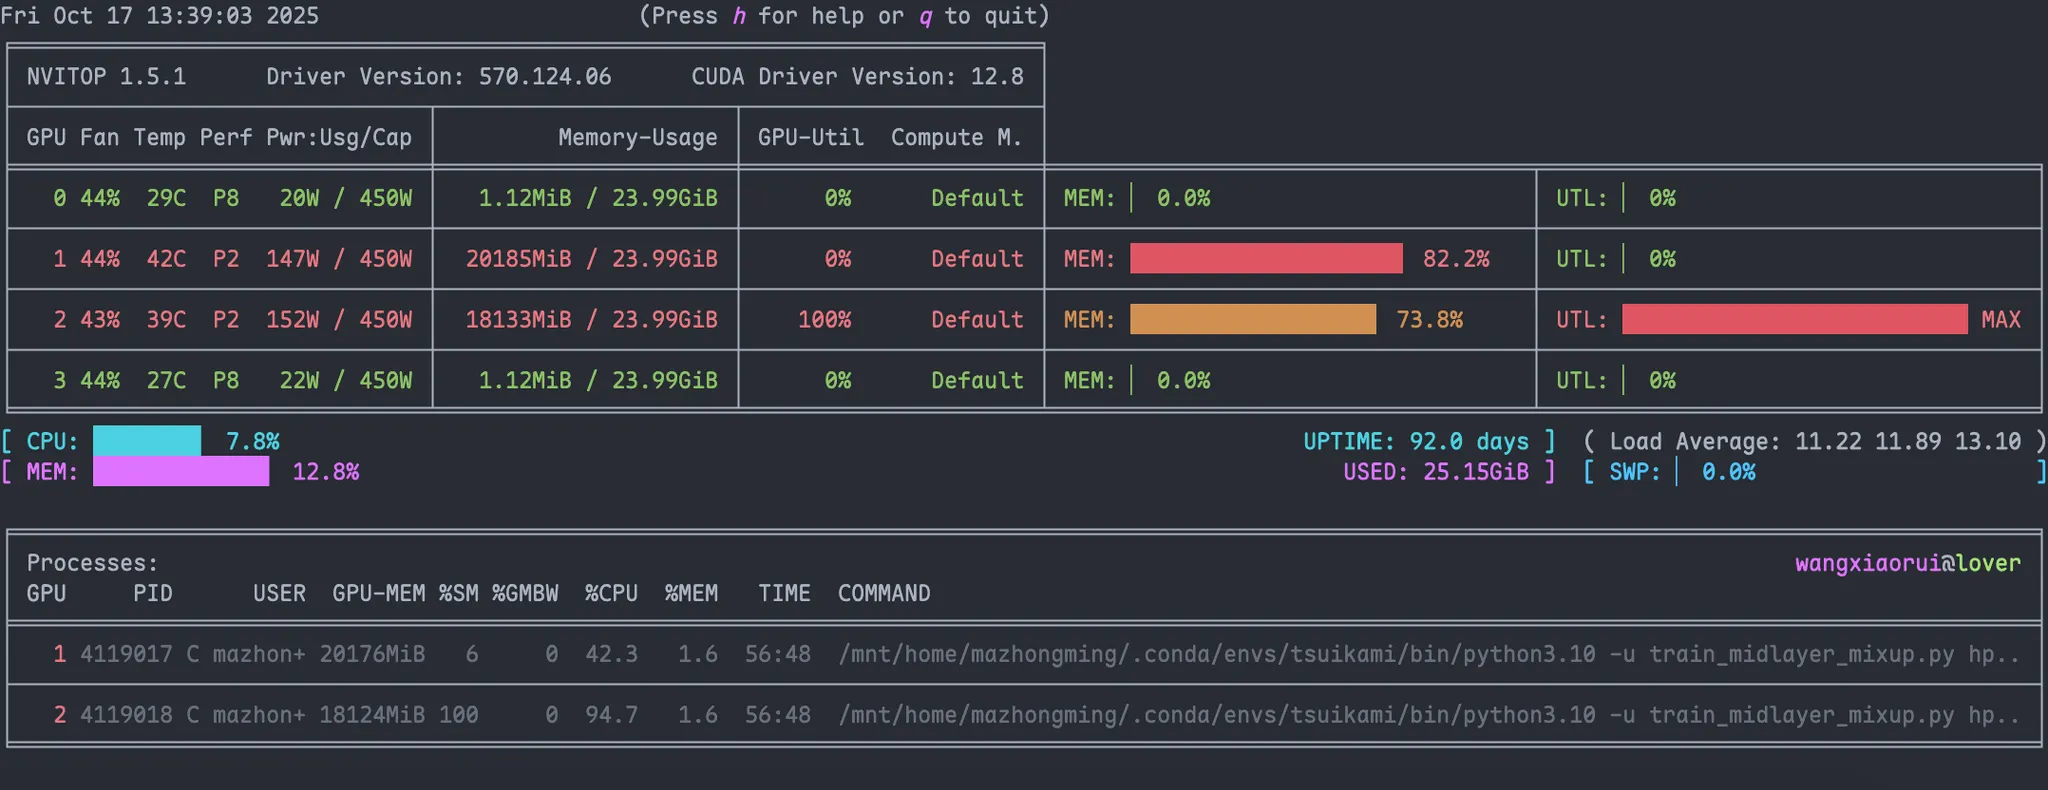 Fri Oct 17 13:39:03 2025 (Press h for help or q to quit)
NVITOP 1.5.1 Driver Version: 570.124.06 CUDA Driver Version: 12.8
GPU Fan Temp Perf Pwr:Usg/Cap Memory-Usage GPU-Util Compute M.
0 44% 29C P8 20W / 450W 1.12MiB / 23.99GiB 0% Default MEM: 0.0% UTL: 0%
1 44% 42C P2 147W / 450W 20185MiB / 23.99GiB 0% Default MEM: 82.2% UTL: 0%
2 43% 39C P2 152W / 450W 18133MiB / 23.99GiB 100% Default MEM: 73.8% UTL: MAX
3 44% 27C P8 22W / 450W 1.12MiB / 23.99GiB 0% Default MEM: 0.0% UTL: 0%
[ CPU: 7.8% UPTIME: 92.0 days ] ( Load Average: 11.22 11.89 13.10 )
[ MEM: 12.8% USED: 25.15GiB ] [ SWP: 0.0% ]
Processes: wangxiaorui@lover
GPU PID USER GPU-MEM %SM %GMBW %CPU %MEM TIME COMMAND
1 4119017 C mazhon+ 20176MiB 6 0 42.3 1.6 56:48 /mnt/home/mazhongming/.conda/envs/tsuikami/bin/python3.10 -u train_midlayer_mixup.py hp..
2 4119018 C mazhon+ 18124MiB 100 0 94.7 1.6 56:48 /mnt/home/mazhongming/.conda/envs/tsuikami/bin/python3.10 -u train_midlayer_mixup.py hp..